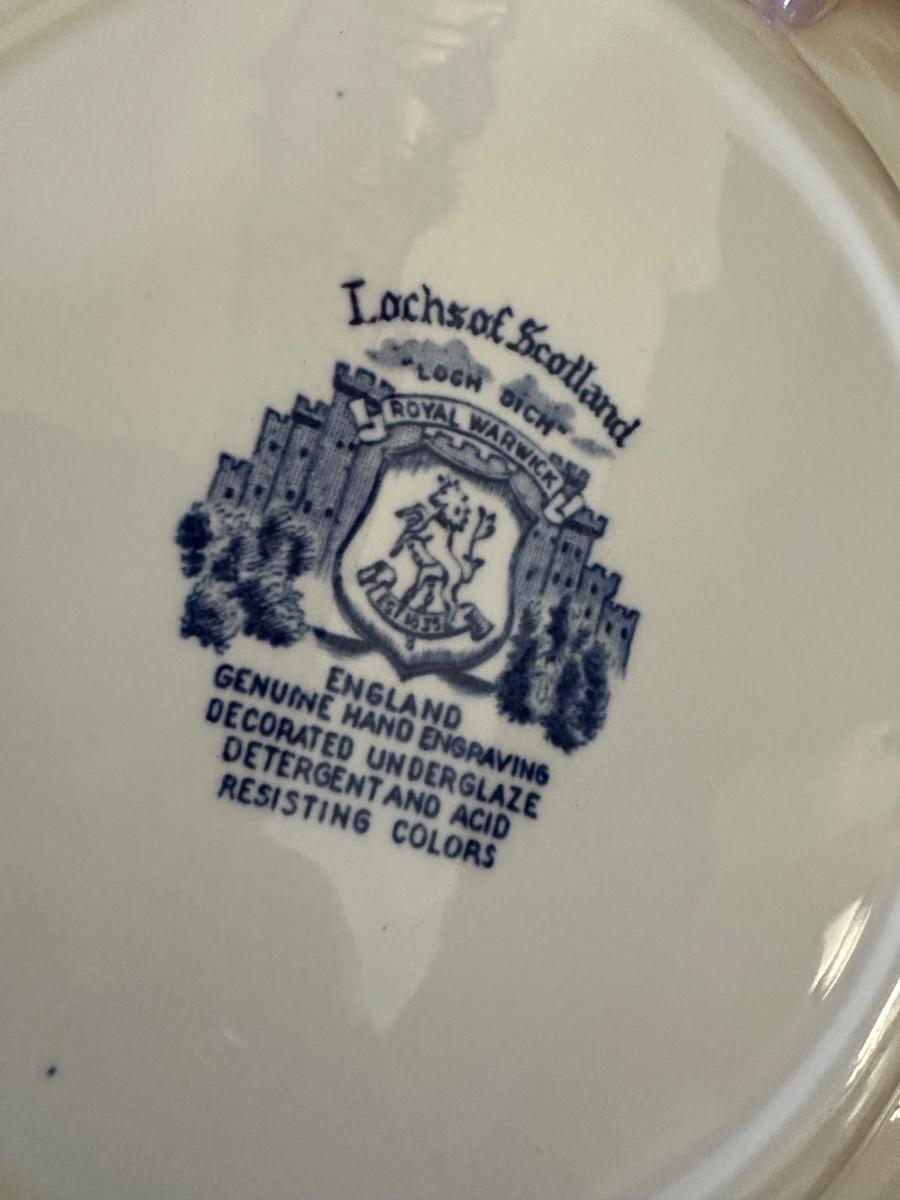 Lochs of Scotland
"LOCH DICH"
ROYAL WARWICK
EST 1835
ENGLAND
GENUINE HAND ENGRAVING
DECORATED UNDERGLAZE
DETERGENT AND ACID
RESISTING COLORS